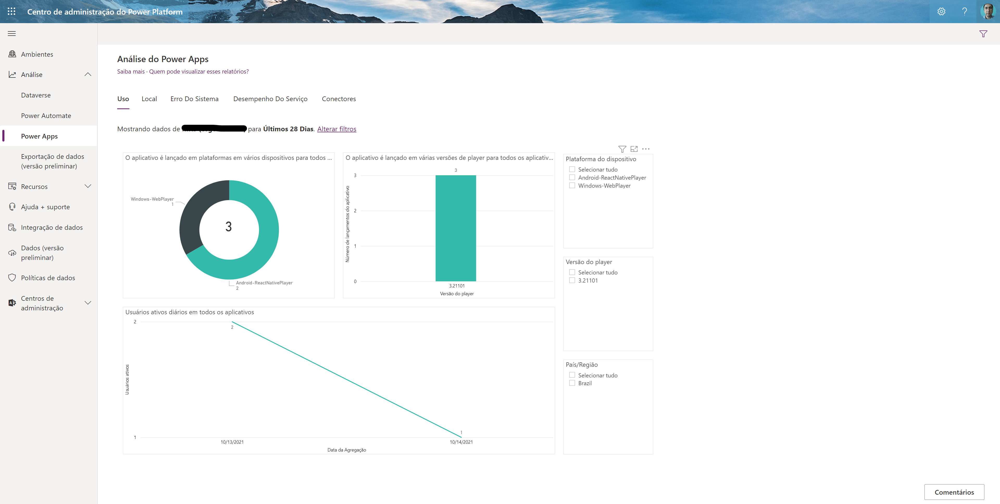 Centro de administração do Power Platform
Ambientes
Análise
Dataverse
Power Automate
Power Apps
Exportação de dados
(versão preliminar)
Recursos
Ajuda + suporte
Integração de dados
Dados (versão
preliminar)
Políticas de dados
Centros de
administração
Análise do Power Apps
Saiba mais · Quem pode visualizar esses relatórios?
Uso Local Erro Do Sistema Desempenho Do Serviço Conectores
Mostrando dados de para Últimos 28 Dias. Alterar filtros
O aplicativo é lançado em plataformas em vários dispositivos para todos ...
Windows-WebPlayer
1
3
Android-ReactNativePlayer
2
O aplicativo é lançado em várias versões de player para todos os aplicativ...
Número de lançamentos do aplicativo
3
3
2
1
0
3.21101
Versão do player
Plataforma do dispositivo
Selecionar tudo
Android-ReactNativePlayer
Windows-WebPlayer
Versão do player
Selecionar tudo
3.21101
País/Região
Selecionar tudo
Brazil
Usuários ativos diários em todos os aplicativos
Usuários ativos
2
2
1
1
10/13/2021 10/14/2021
Data da Agregação
Comentários